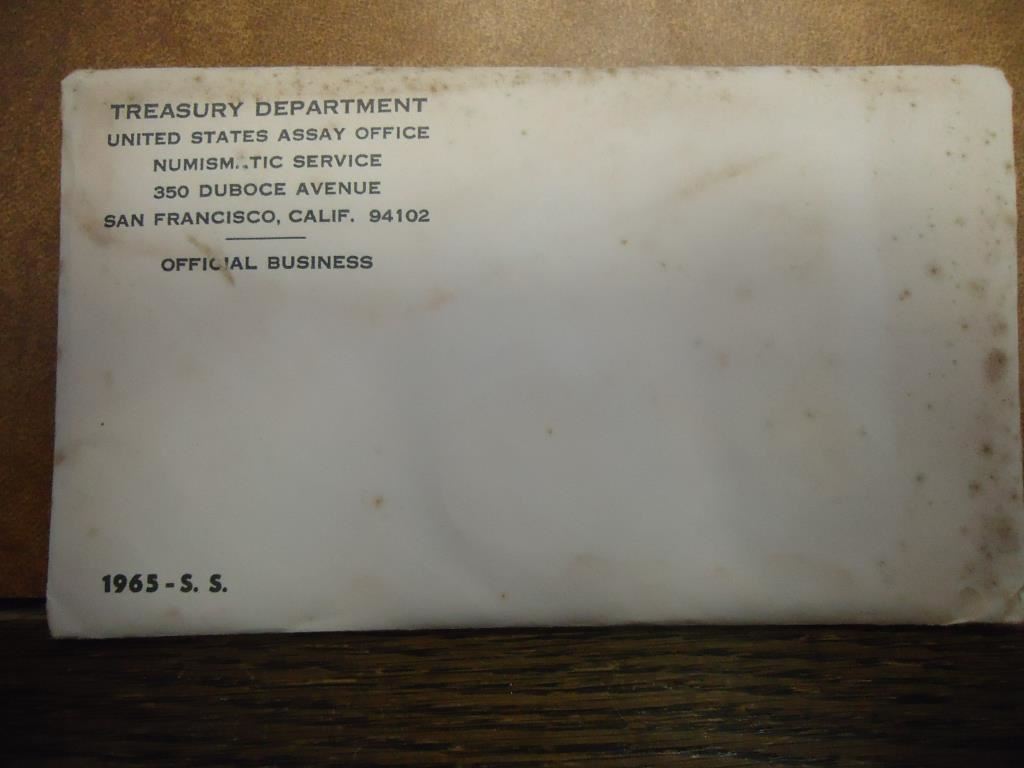 TREASURY DEPARTMENT
UNITED STATES ASSAY OFFICE
NUMISMATIC SERVICE
350 DUBOCE AVENUE
SAN FRANCISCO, CALIF. 94102
OFFICIAL BUSINESS
1965 - S. S.